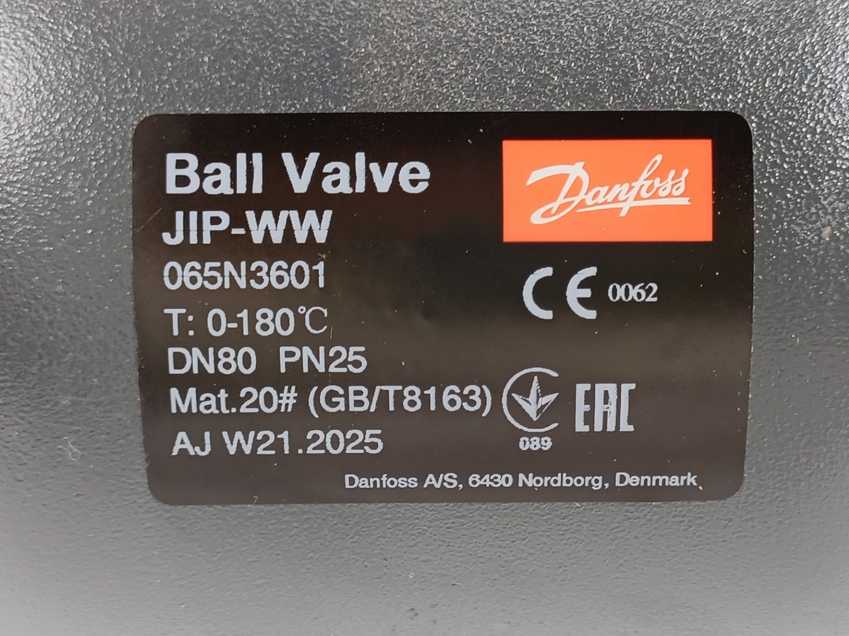 Ball Valve
Danfoss
JIP-WW
065N3601
CE 0062
T: 0-180℃
DN80 PN25
Mat.20# (GB/T8163)
089
EAC
AJ W21.2025
Danfoss A/S, 6430 Nordborg, Denmark